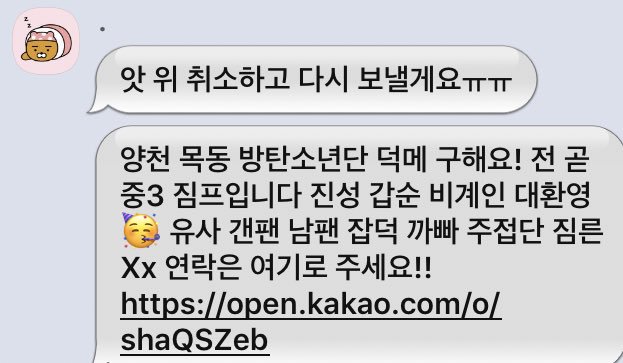 z
z
앗 위 취소하고 다시 보낼게요ㅠㅠ
양천 목동 방탄소년단 덕메 구해요! 전 곧
중3 짐프입니다 진성 갑순 비계인 대환영
🥳 유사 갠팬 남팬 잡덕 까빠 주접단 짐른
Xx 연락은 여기로 주세요!!
https://open.kakao.com/o/
shaQSZeb